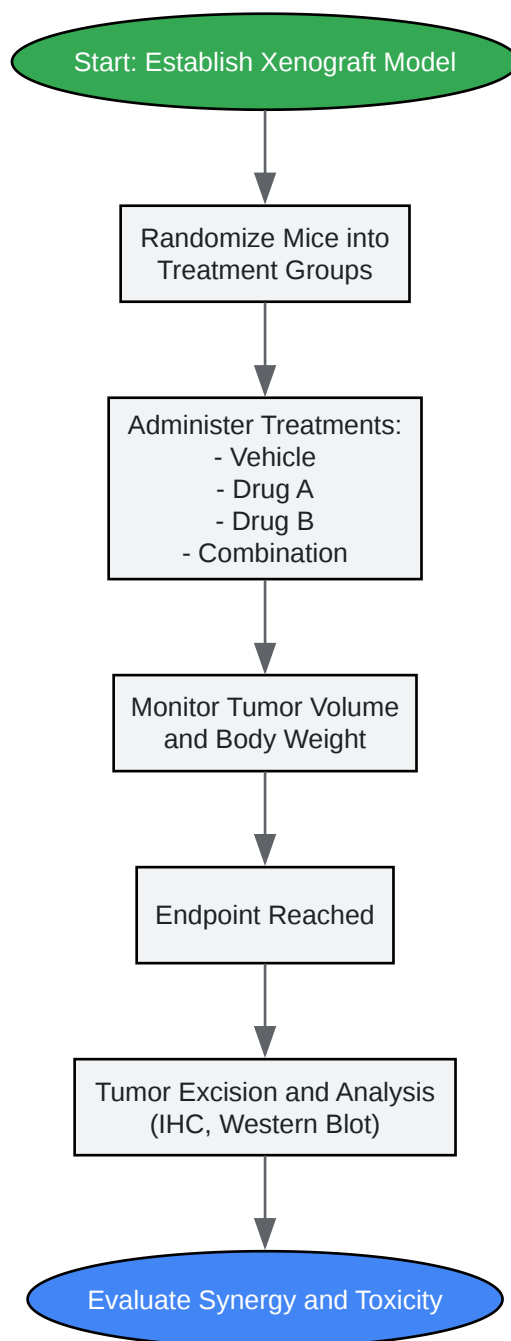 Start: Establish Xenograft Model
Randomize Mice into
Treatment Groups
Administer Treatments:
- Vehicle
- Drug A
- Drug B
- Combination
Monitor Tumor Volume
and Body Weight
Endpoint Reached
Tumor Excision and Analysis
(IHC, Western Blot)
Evaluate Synergy and Toxicity